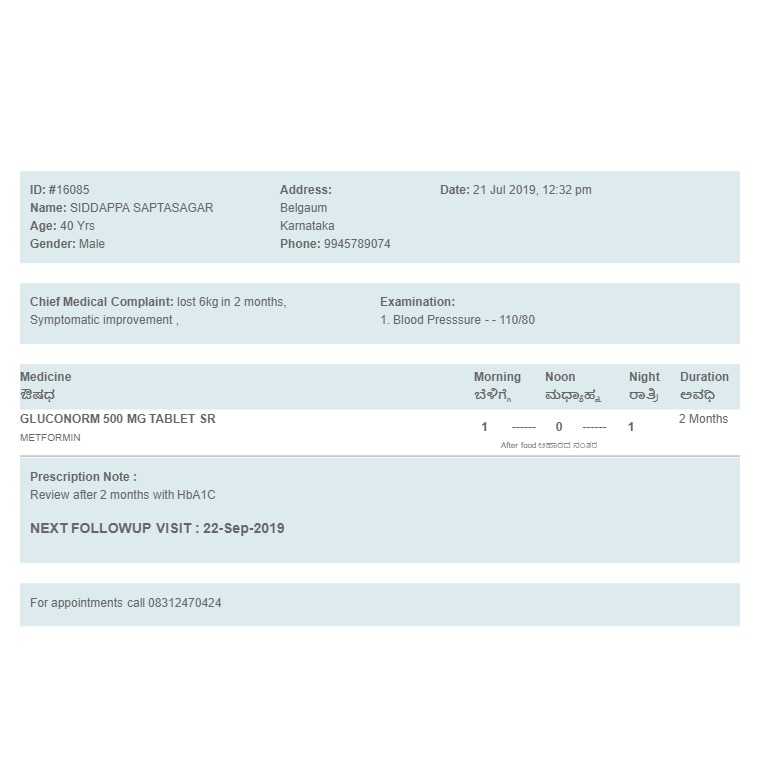 ID: #16085
Name: SIDDAPPA SAPTASAGAR
Age: 40 Yrs
Gender: Male
Address:
Belgaum
Karnataka
Phone: 9945789074
Date: 21 Jul 2019, 12:32 pm
Chief Medical Complaint: lost 6kg in 2 months,
Symptomatic improvement ,
Examination:
1. Blood Presssure - - 110/80
Medicine Morning Noon Night Duration
ಔಷಧ ಬೆಳಿಗ್ಗೆ ಮಧ್ಯಾಹ್ನ ರಾತ್ರಿ ಅವಧಿ
GLUCONORM 500 MG TABLET SR 1 ------ 0 ------ 1 2 Months
METFORMIN
After food ಆಹಾರದ ನಂತರ
Prescription Note :
Review after 2 months with HbA1C
NEXT FOLLOWUP VISIT : 22-Sep-2019
For appointments call 08312470424